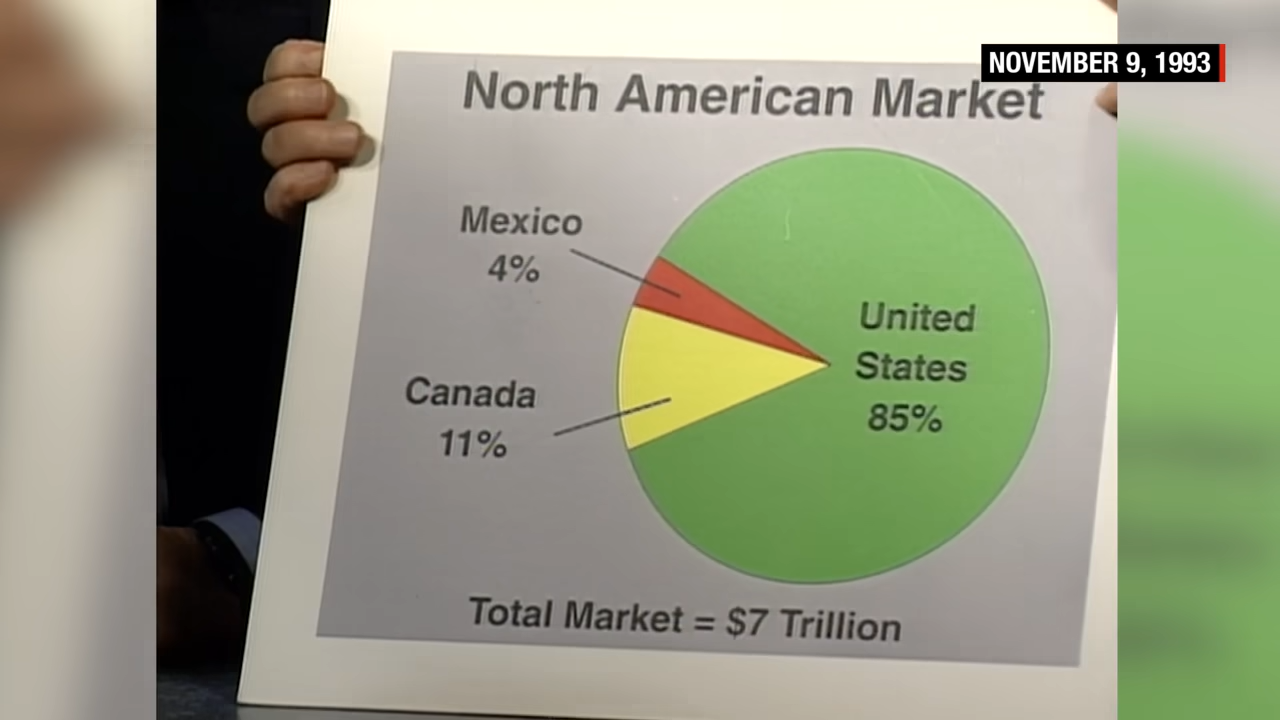 NOVEMBER 9, 1993
North American Market
Mexico
4%
United
States
85%
Canada
11%
Total Market = $7 Trillion